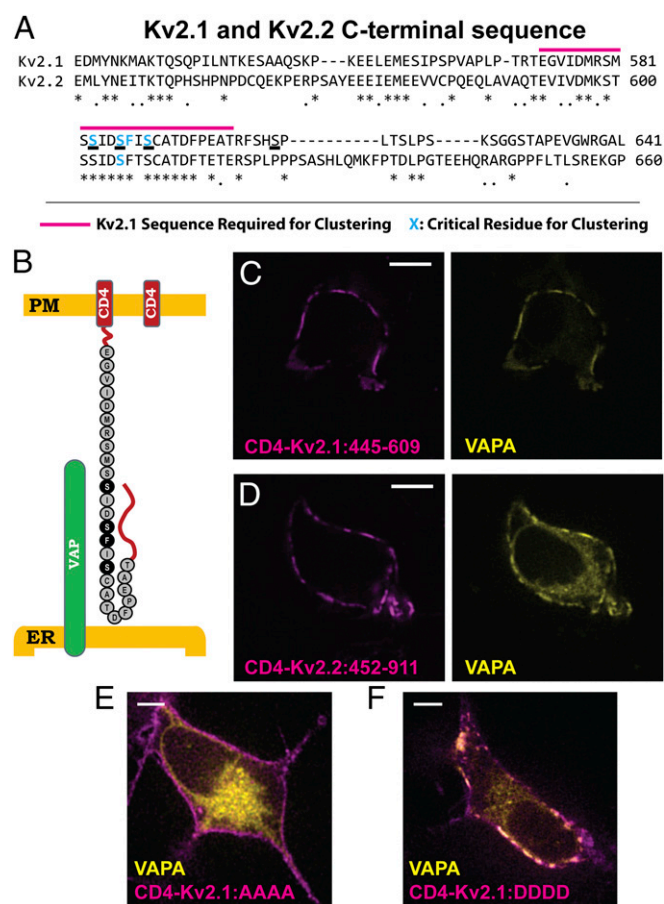 A
Kv2.1 and Kv2.2 C-terminal sequence
Kv2.1 EDMYNKMAKTQSQPILNTKESAAQSKP---KEELEMESIPSPVAPLP-TRTEGVIDMRSM 581
Kv2.2 EMLYNEITKTQPHSHPNPDCQEKPERPSAYEEEIEMEEVVCPQEQLAVAQTEVIVDMKST 600
SSIDSFISCATDFPEATRFSHSP----------LTSLPS-----KSGGSTAPEVGWRGAL 641
SSIDSFTSCATDFTETERSPLPPPSASHLQMKFPTDLPGTEEHQRARGPPFLTLSREKGP 660
Kv2.1 Sequence Required for Clustering X: Critical Residue for Clustering
B
PM
CD4
CD4
E
G
V
I
D
M
R
S
M
S
S
I
D
S
F
I
S
C
A
T
D
F
P
E
A
T
VAP
ER
C
CD4-Kv2.1:445-609
VAPA
D
CD4-Kv2.2:452-911
VAPA
E
VAPA
CD4-Kv2.1:AAAA
F
VAPA
CD4-Kv2.1:DDDD